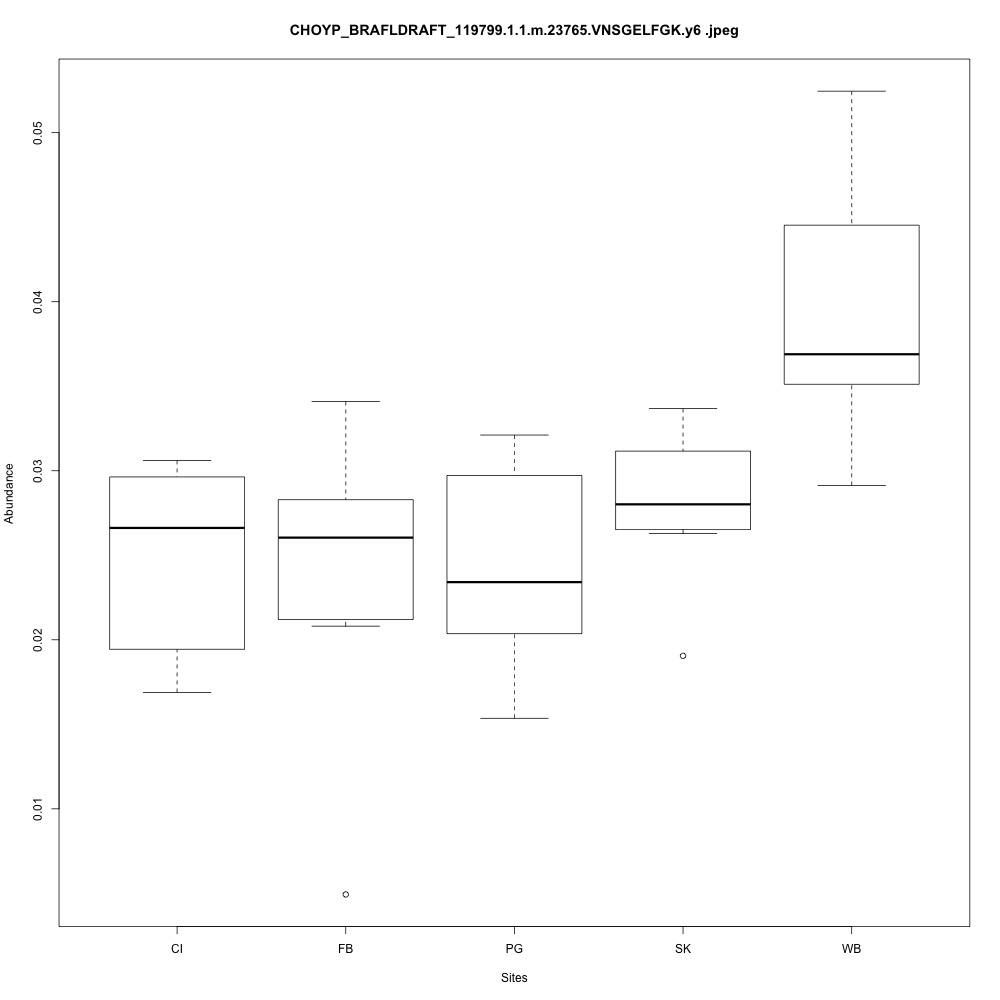 CHOYP_BRAFLDRAFT_119799.1.1.m.23765.VNSGELFGK.y6 .jpeg
0.05
0.04
0.03
0.02
0.01
Abundance
CI FB PG SK WB
Sites